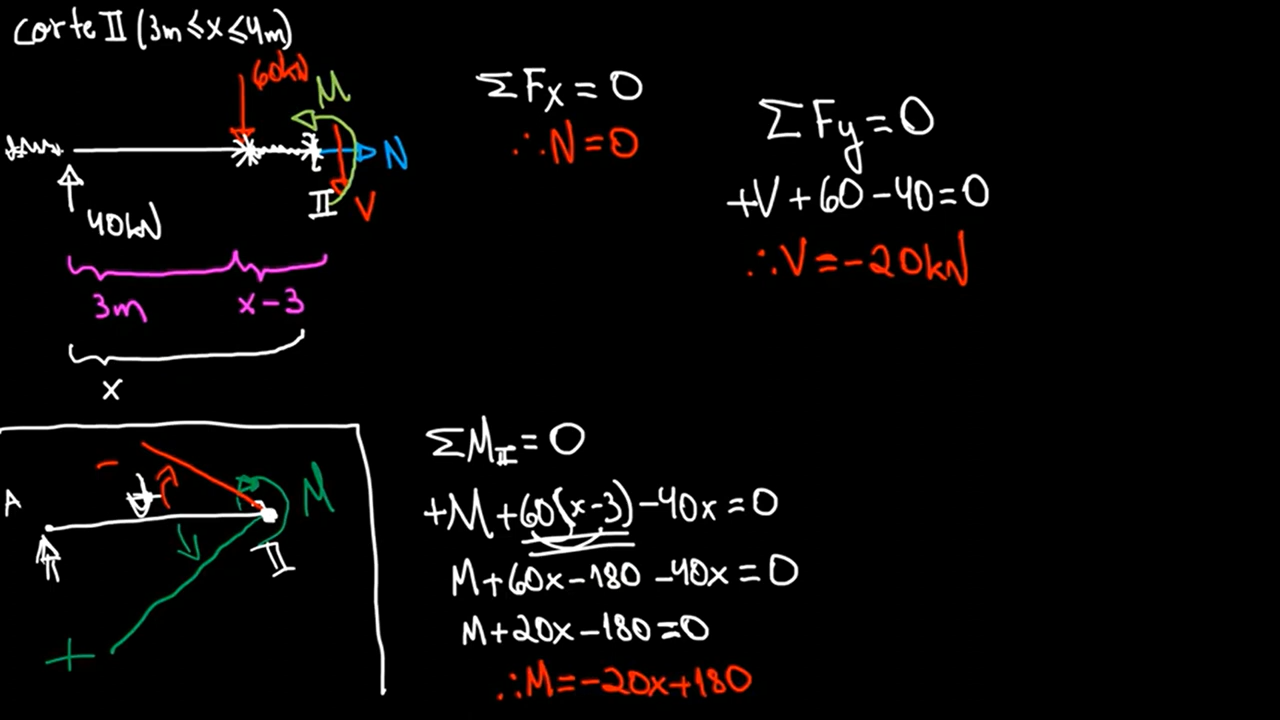 Corte II (3m ≤ x ≤ 4m)
60kN
M
N
V
II
40kN
3m
x-3
x
ΣFx = 0
∴N = 0
ΣFy = 0
+V + 60 - 40 = 0
∴V = -20kN
A
-
M
II
+
ΣM_II = 0
+M + 60(x-3) - 40x = 0
M + 60x - 180 - 40x = 0
M + 20x - 180 = 0
∴M = -20x + 180